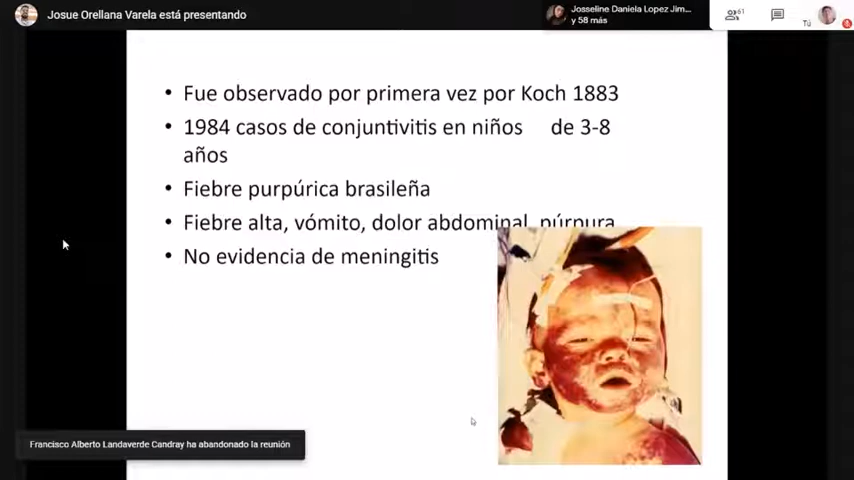 Josue Orellana Varela está presentando
Josseline Daniela Lopez Jim...
y 58 más
61
Tú
• Fue observado por primera vez por Koch 1883
• 1984 casos de conjuntivitis en niños de 3-8
años
• Fiebre purpúrica brasileña
• Fiebre alta, vómito, dolor abdominal, púrpura
• No evidencia de meningitis
Francisco Alberto Landaverde Candray ha abandonado la reunión